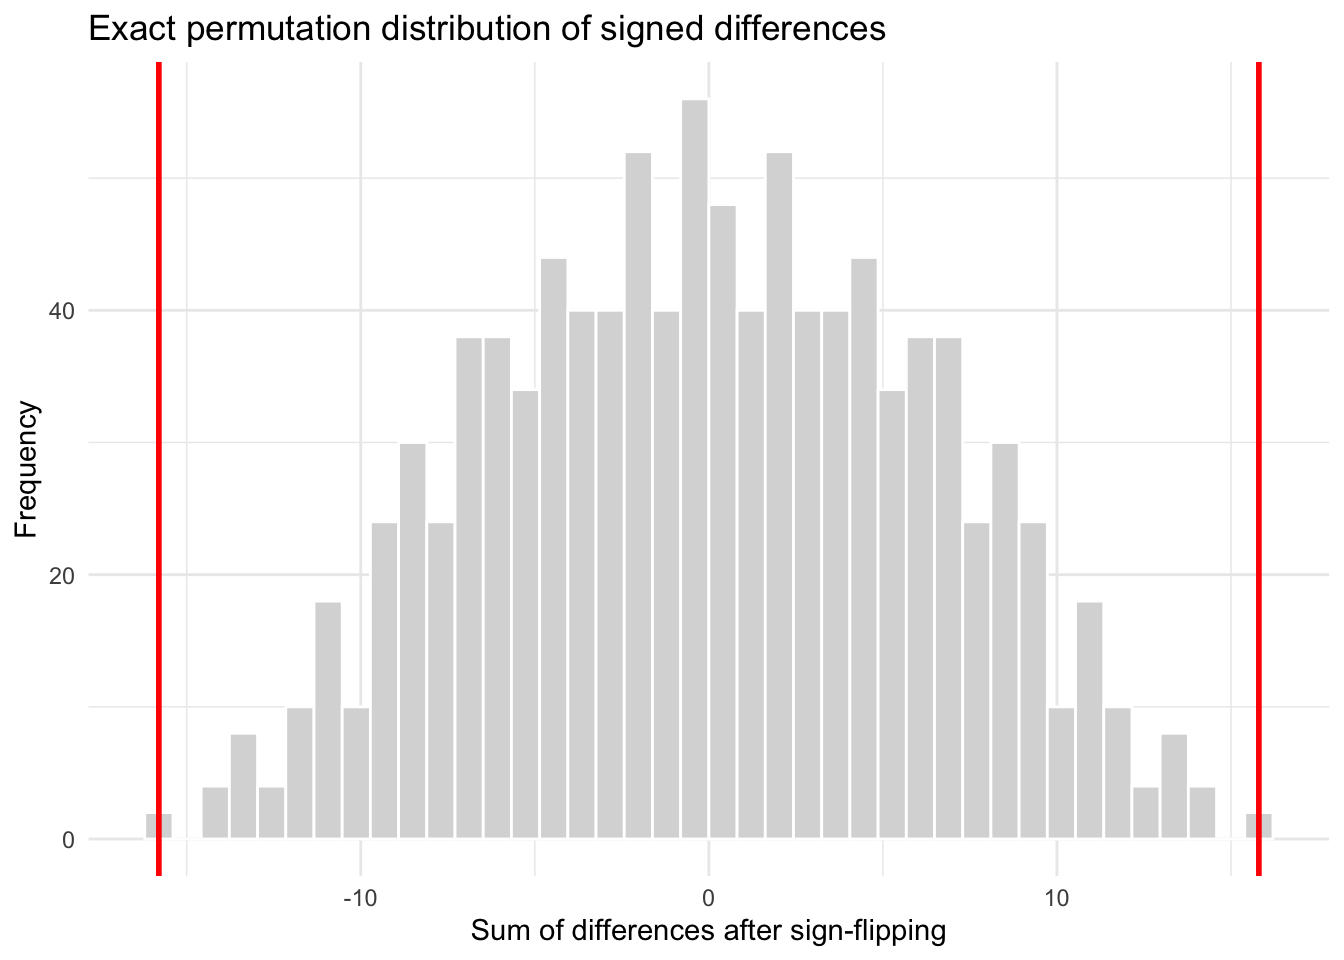 Exact permutation distribution of signed differences
Frequency
40
20
0
-10
0
10
Sum of differences after sign-flipping